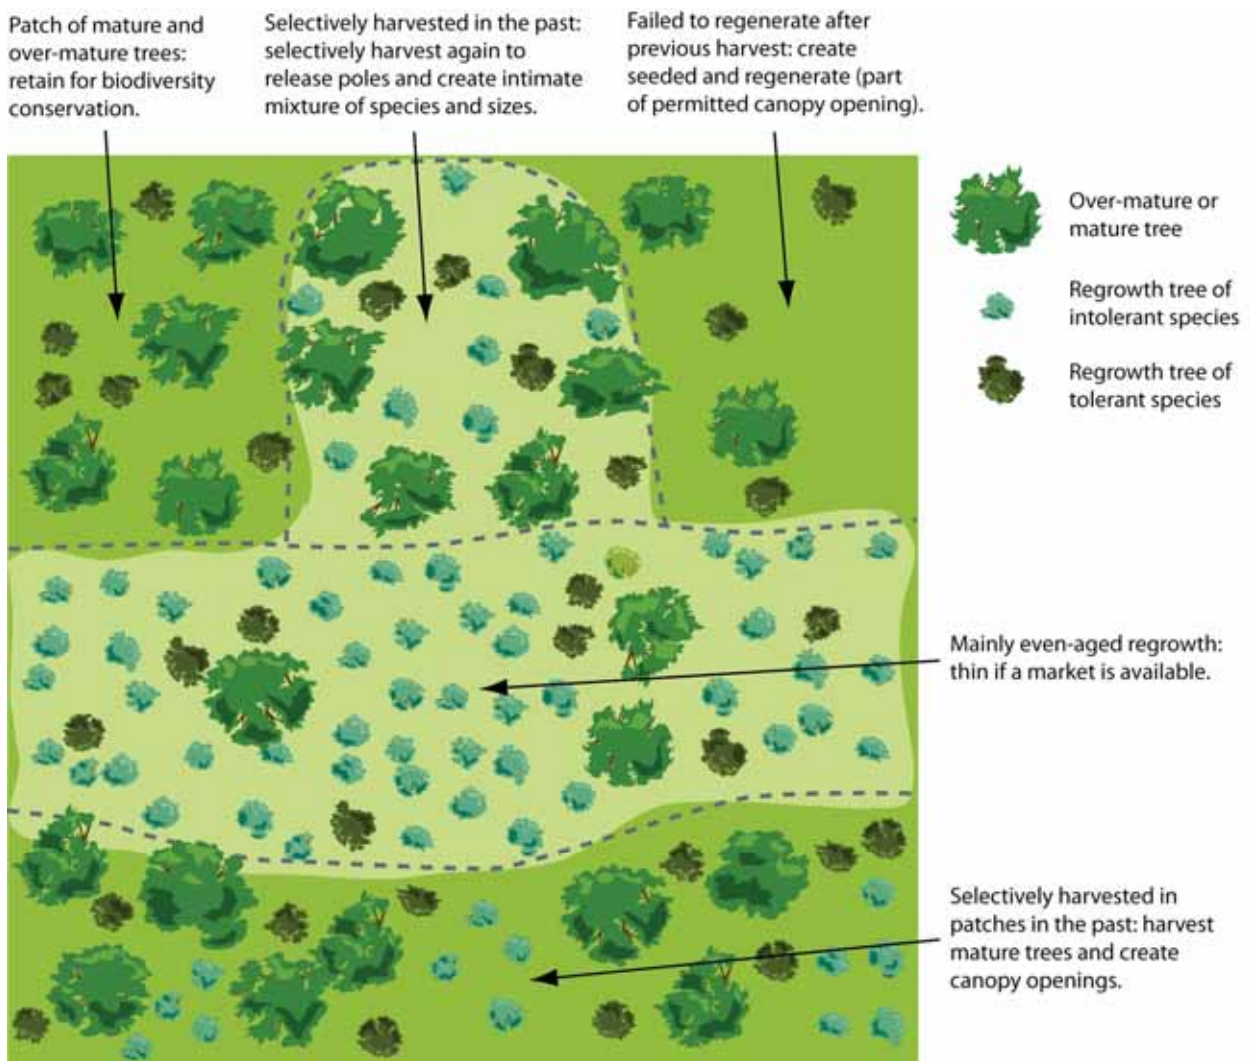 Patch of mature and
over-mature trees:
retain for biodiversity
conservation.
Selectively harvested in the past:
selectively harvest again to
release poles and create intimate
mixture of species and sizes.
Failed to regenerate after
previous harvest: create
seeded and regenerate (part
of permitted canopy opening).
Over-mature or
mature tree
Regrowth tree of
intolerant species
Regrowth tree of
tolerant species
Mainly even-aged regrowth:
thin if a market is available.
Selectively harvested in
patches in the past: harvest
mature trees and create
canopy openings.